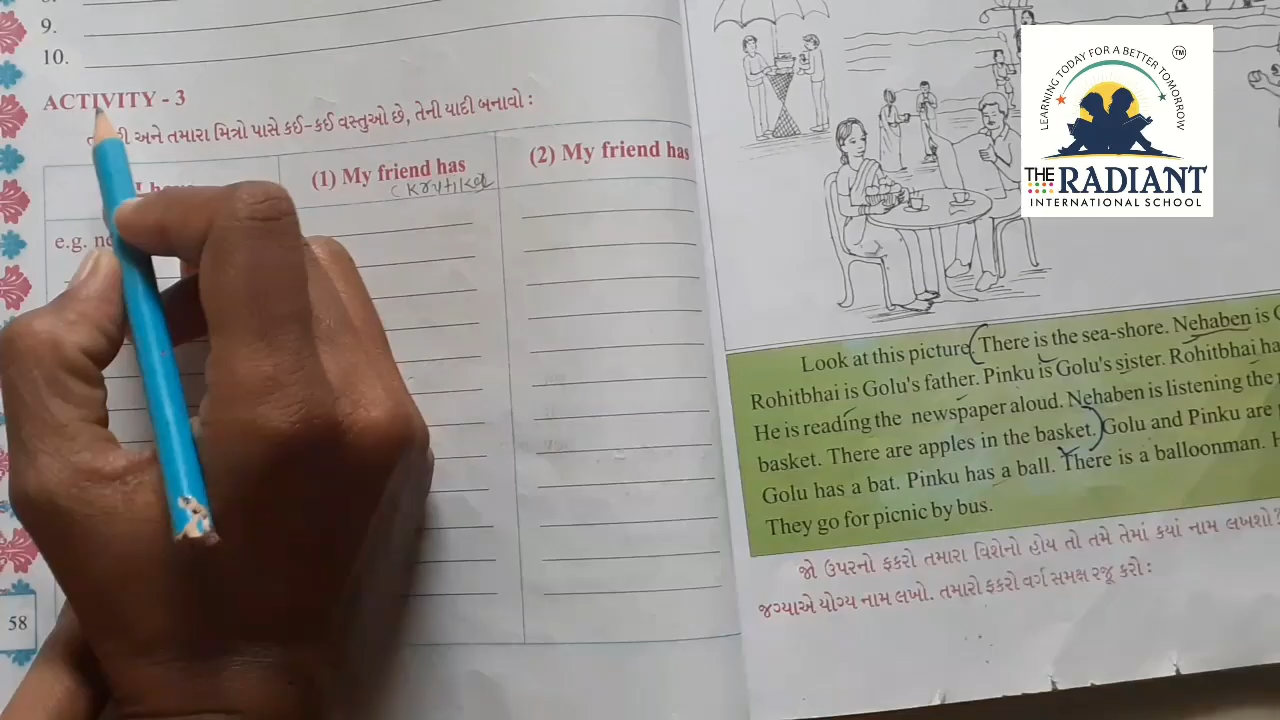 9.
10.
ACTIVITY - 3
અને તમારા મિત્રો પાસે કઈ-કઈ વસ્તુઓ છે, તેની યાદી બનાવો :
I have
(1) My friend has
(2) My friend has
(Krutika)
e.g.
58
Look at this picture. There is the sea-shore. Nehaben is
Rohitbhai is Golu's father. Pinku is Golu's sister. Rohitbhai
He is reading the newspaper aloud. Nehaben is listening the
basket. There are apples in the basket. Golu and Pinku are
Golu has a bat. Pinku has a ball. There is a balloonman.
They go for picnic by bus.
જો ઉપરનો ફકરો તમારા વિશેનો હોય તો તમે તેમાં કયાં નામ લખશો?
જગ્યાએ યોગ્ય નામ લખો. તમારો ફકરો વર્ગ સમક્ષ રજૂ કરો :
LEARNING TODAY FOR A BETTER TOMORROW
TM
THE RADIANT
INTERNATIONAL SCHOOL